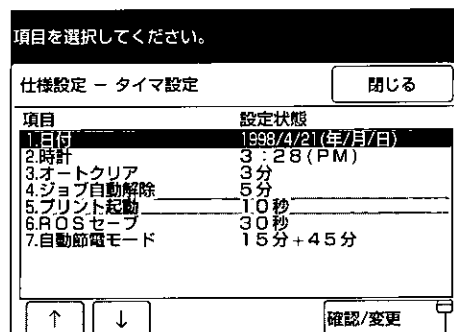 項目を選択してください。
仕様設定 － タイマ設定
閉じる
項目 設定状態
1.日付 1998/4/21(年/月/日)
2.時計 3：28(PM)
3.オートクリア 3分
4.ジョブ自動解除 5分
5.プリント起動 10秒
6.ROSセーブ 30秒
7.自動節電モード 15分+45分
↑ ↓ 確認/変更